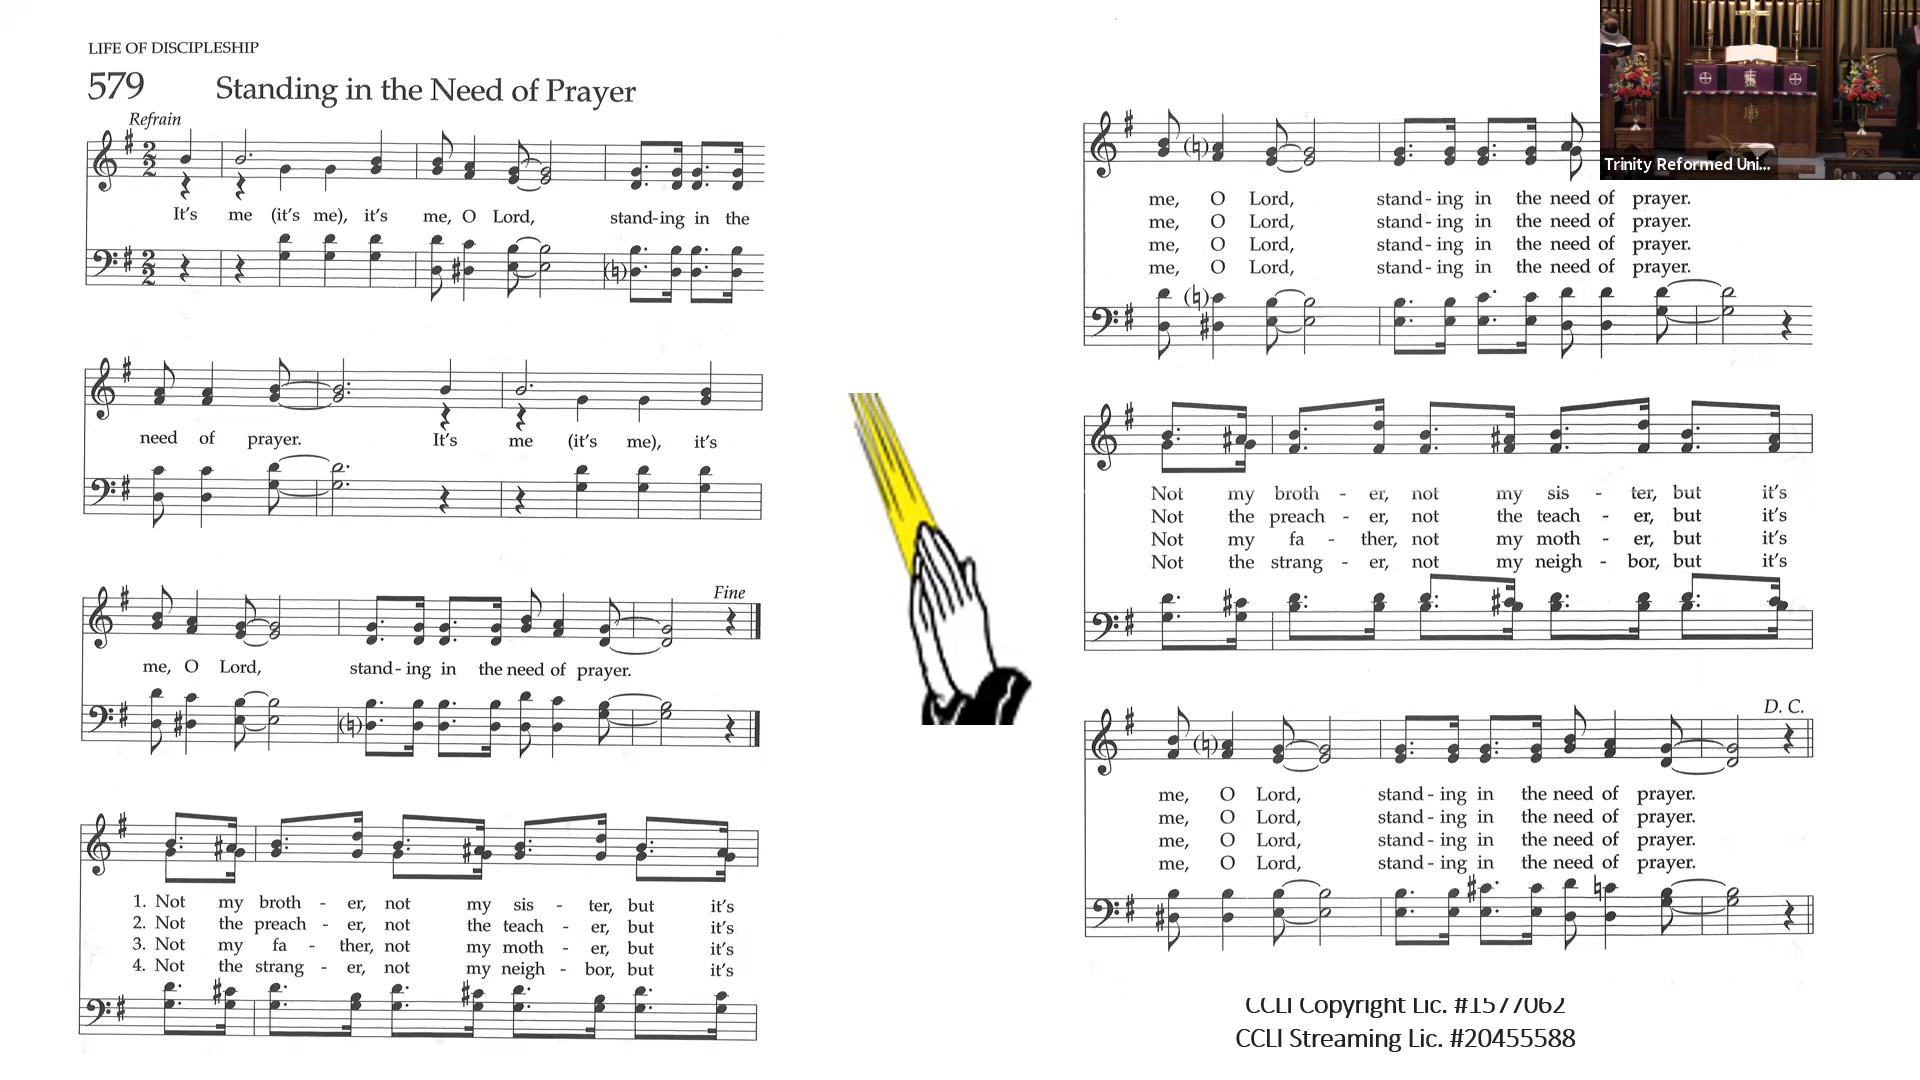 LIFE OF DISCIPLESHIP
579 Standing in the Need of Prayer
Refrain
It's me (it's me), it's me, O Lord, stand-ing in the
need of prayer. It's me (it's me), it's
Fine
me, O Lord, stand-ing in the need of prayer.
1. Not my broth - er, not my sis - ter, but it's
2. Not the preach - er, not the teach - er, but it's
3. Not my fa - ther, not my moth - er, but it's
4. Not the strang - er, not my neigh - bor, but it's
Trinity Reformed Uni...
me, O Lord, stand-ing in the need of prayer.
me, O Lord, stand-ing in the need of prayer.
me, O Lord, stand-ing in the need of prayer.
me, O Lord, stand-ing in the need of prayer.
Not my broth - er, not my sis - ter, but it's
Not the preach - er, not the teach - er, but it's
Not my fa - ther, not my moth - er, but it's
Not the strang - er, not my neigh - bor, but it's
D. C.
me, O Lord, stand-ing in the need of prayer.
me, O Lord, stand-ing in the need of prayer.
me, O Lord, stand-ing in the need of prayer.
me, O Lord, stand-ing in the need of prayer.
CCLI Copyright Lic. #1577062
CCLI Streaming Lic. #20455588